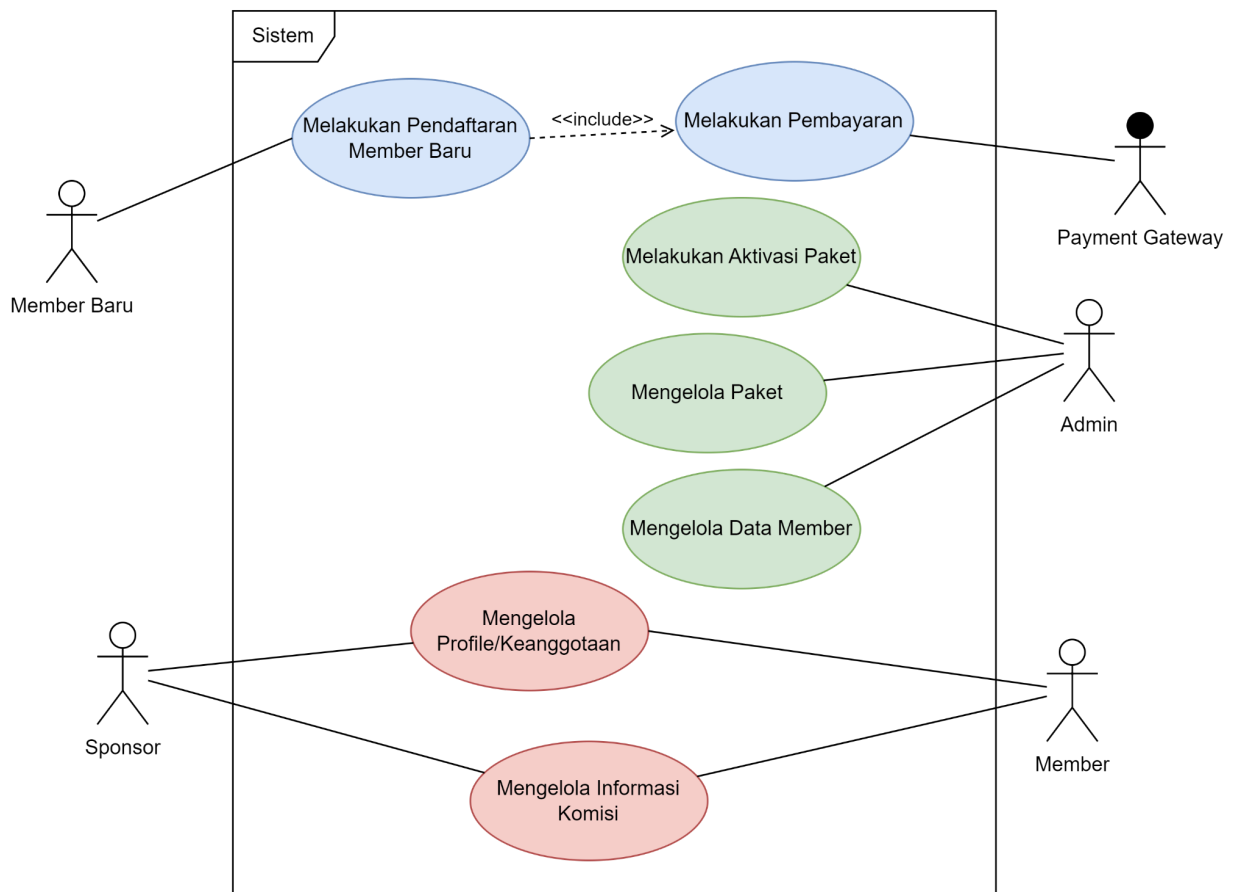 Sistem
Melakukan Pendaftaran
Member Baru
<<include>>
Melakukan Pembayaran
Payment Gateway
Member Baru
Melakukan Aktivasi Paket
Mengelola Paket
Admin
Mengelola Data Member
Mengelola
Profile/Keanggotaan
Sponsor
Member
Mengelola Informasi
Komisi